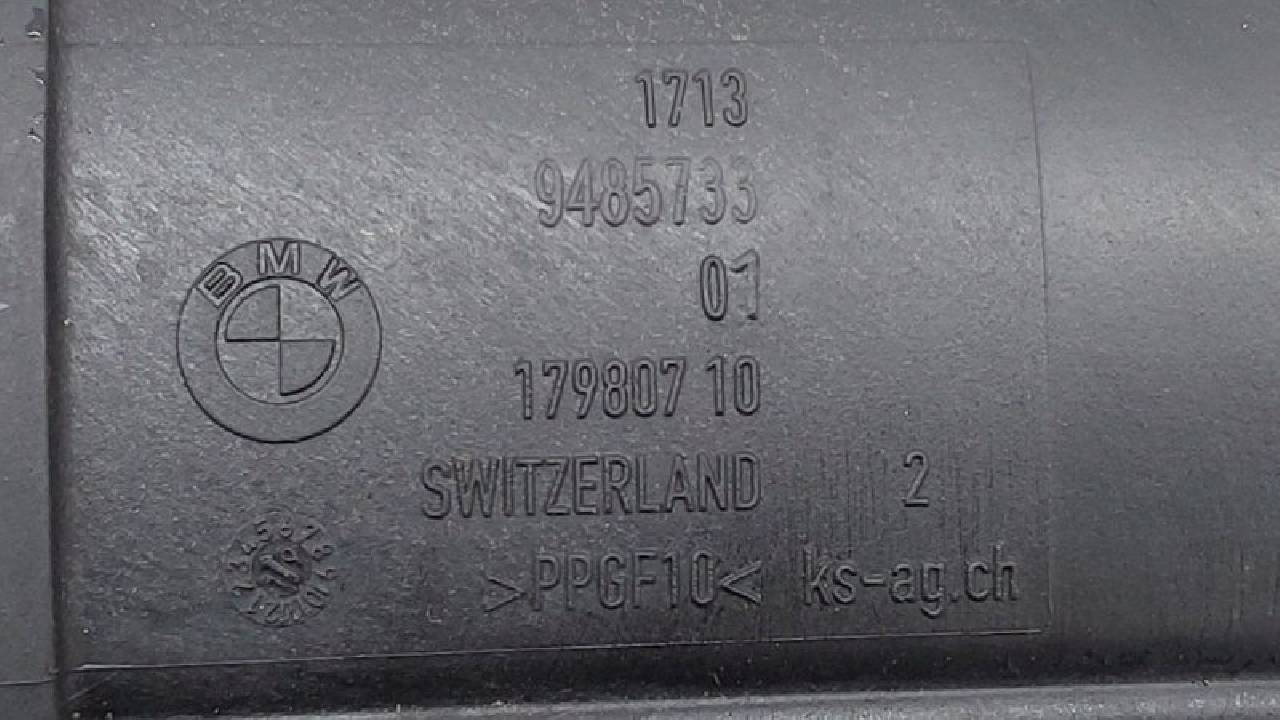 1713
9485733
01
BMW
179807 10
SWITZERLAND 2
>PPGF10< ks-ag.ch